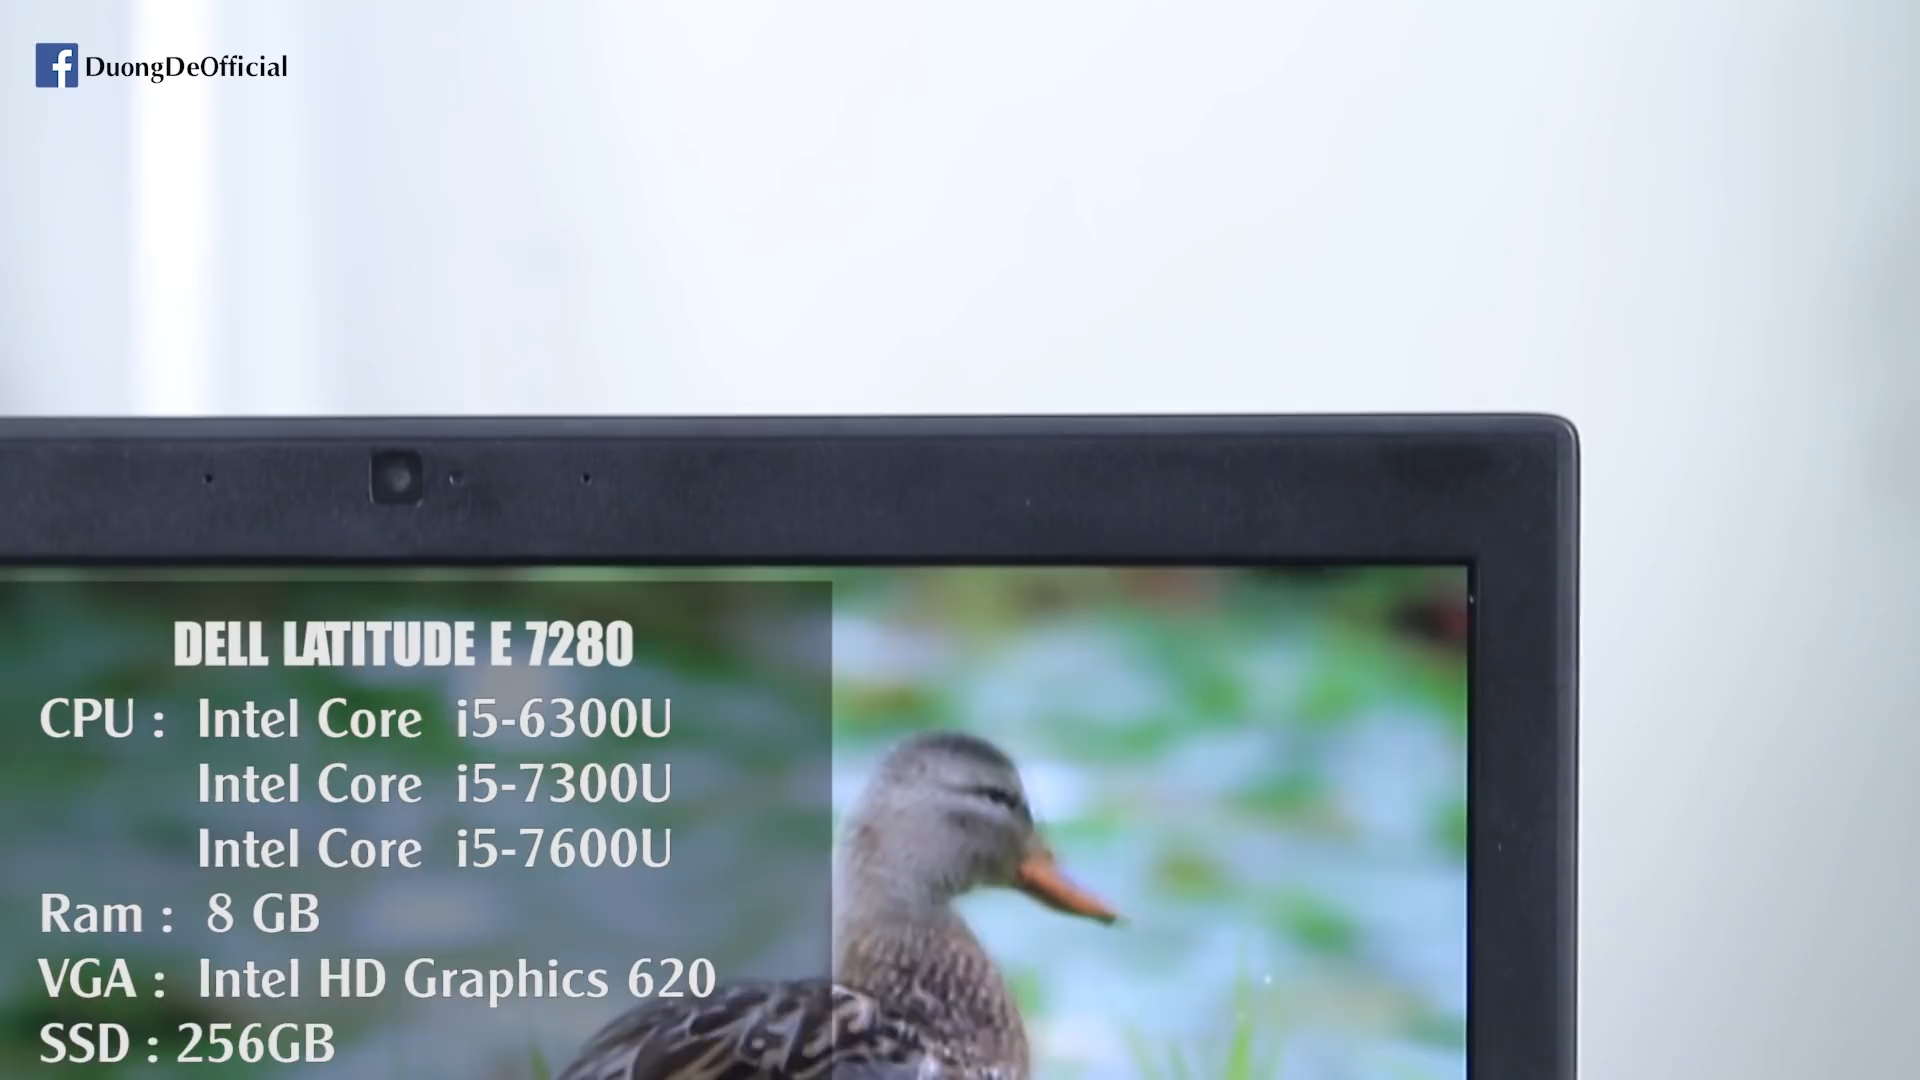 DuongDeOfficial
DELL LATITUDE E 7280
CPU : Intel Core i5-6300U
Intel Core i5-7300U
Intel Core i5-7600U
Ram : 8 GB
VGA : Intel HD Graphics 620
SSD : 256GB